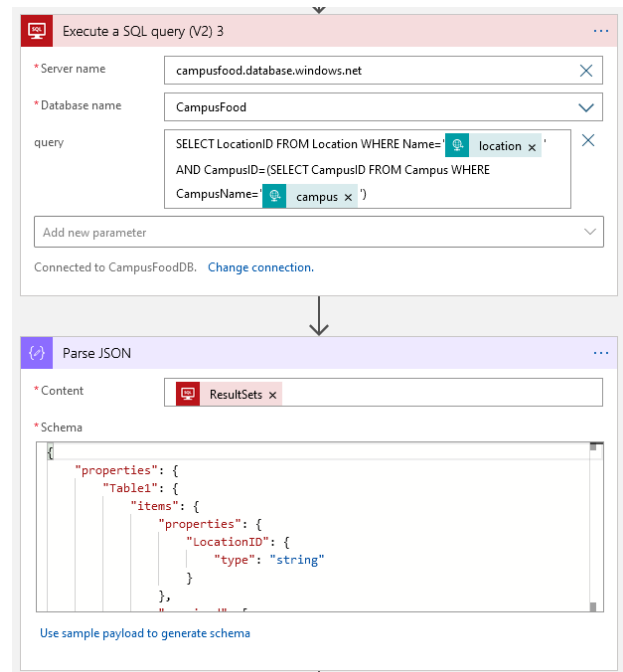 SQL
Execute a SQL query (V2) 3
...
* Server name
campusfood.database.windows.net
* Database name
CampusFood
query
SELECT LocationID FROM Location WHERE Name=' location × '
AND CampusID=(SELECT CampusID FROM Campus WHERE
CampusName=' campus × ')
Add new parameter
Connected to CampusFoodDB. Change connection.
Parse JSON
...
* Content
ResultSets ×
* Schema
{
"properties": {
"Table1": {
"items": {
"properties": {
"LocationID": {
"type": "string"
}
},
Use sample payload to generate schema